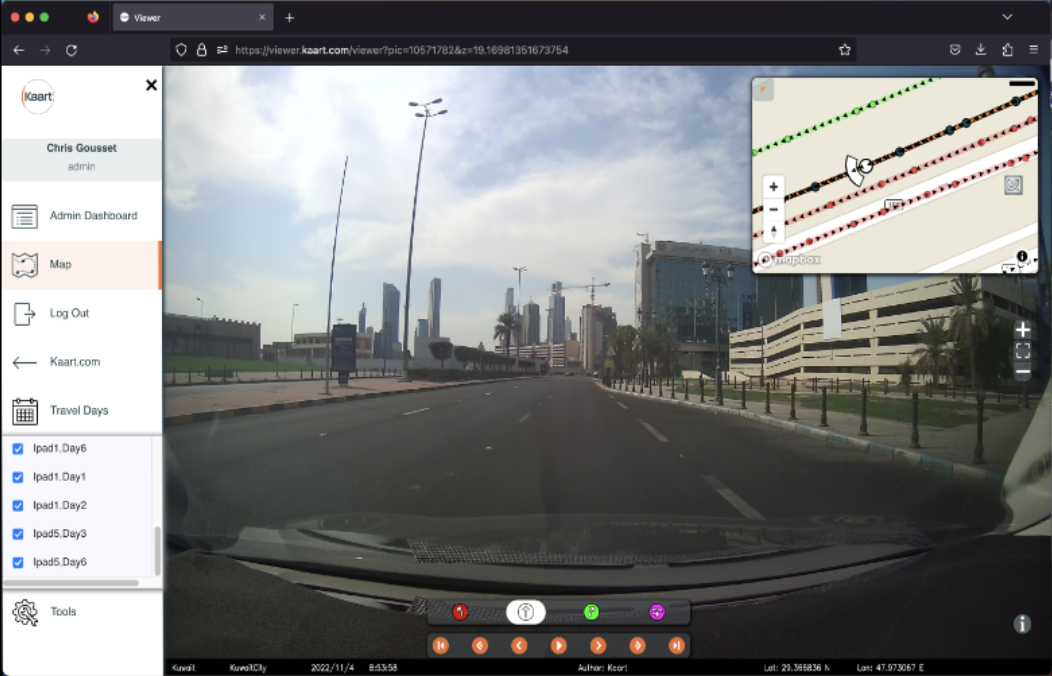 Viewer
https://viewer.kaart.com/viewer?pic=10571782&z=19.16981351673754
Kaart
Chris Gousset
admin
Admin Dashboard
Map
Log Out
Kaart.com
Travel Days
Ipad1,Day6
Ipad1,Day1
Ipad1,Day2
Ipad5,Day3
Ipad5,Day6
Tools
mapbox
Kuwait KuwaitCity 2022/11/4 8:53:58 Author: Kaart Lat: 29.366836 N Lon: 47.973067 E